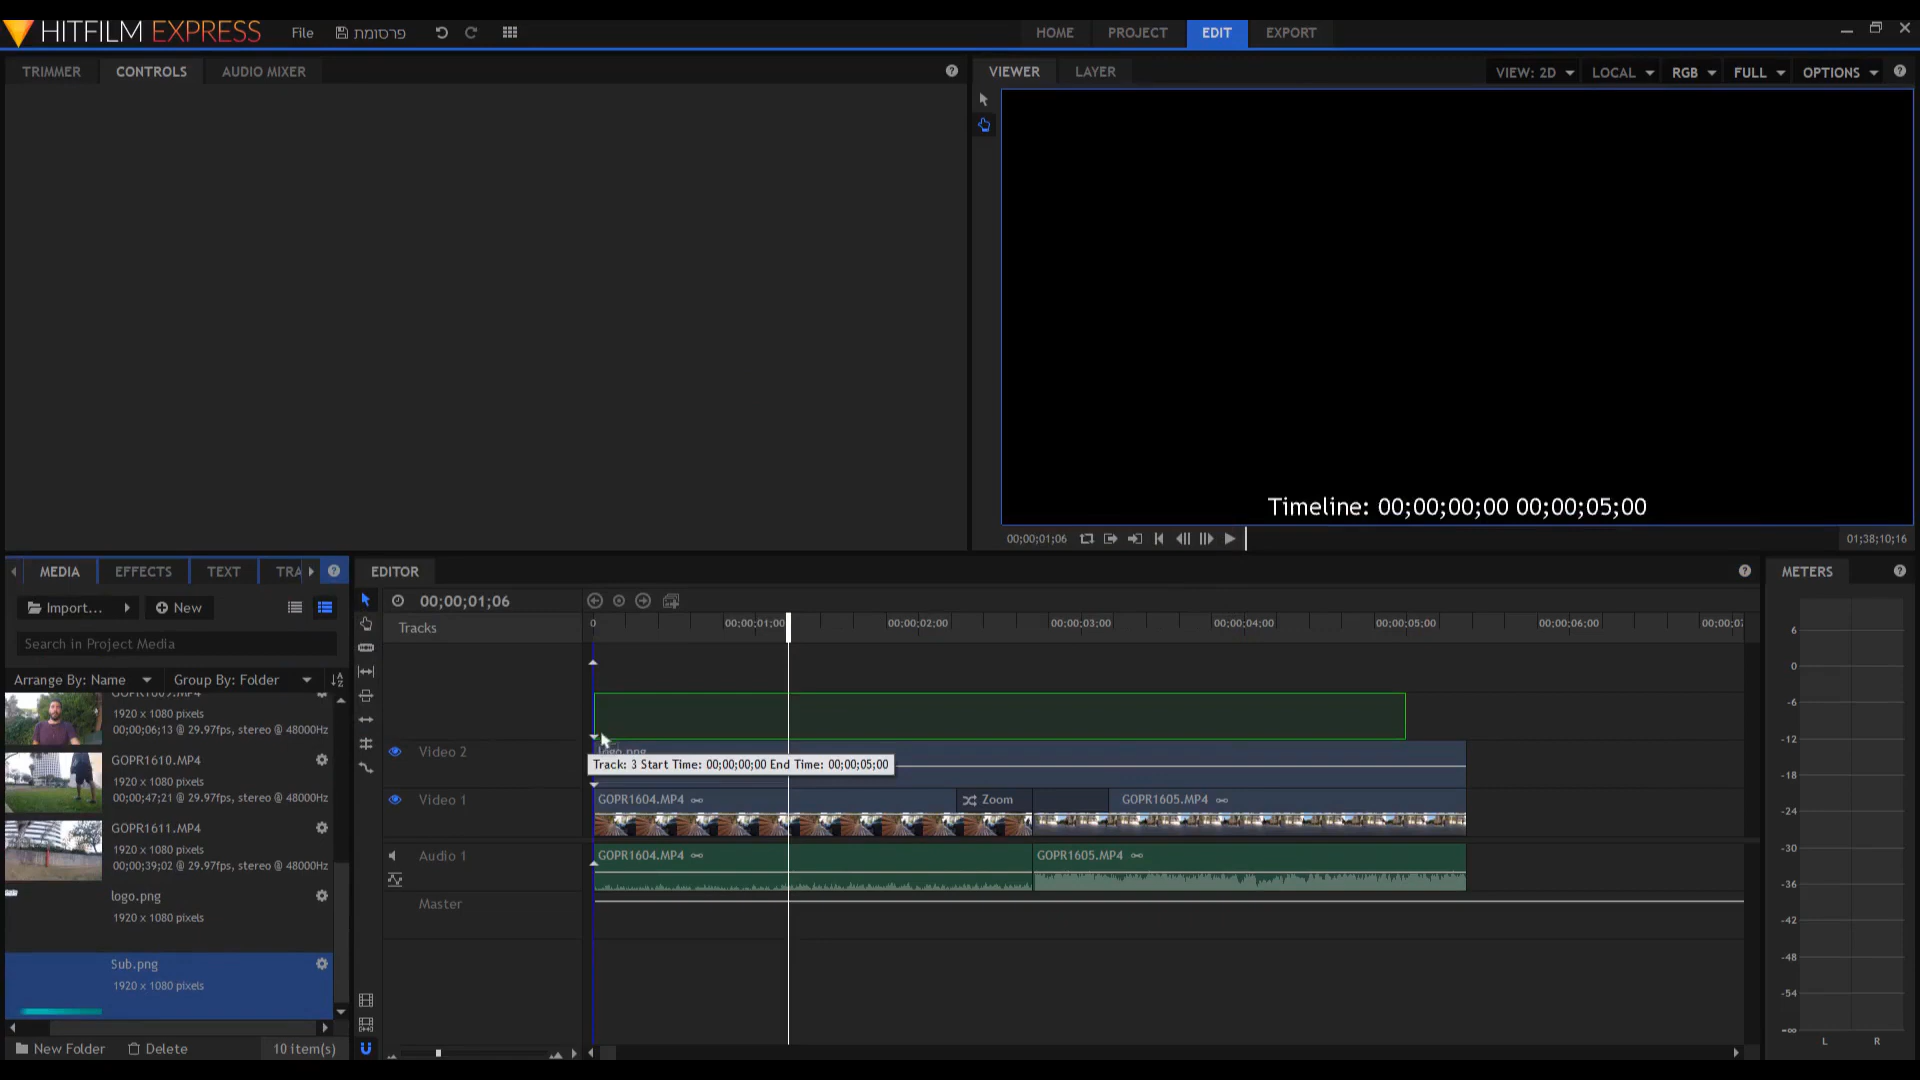 HITFILM EXPRESS
File
פרסומת
HOME
PROJECT
EDIT
EXPORT
TRIMMER
CONTROLS
AUDIO MIXER
VIEWER
LAYER
VIEW: 2D
LOCAL
RGB
FULL
OPTIONS
Timeline: 00;00;00;00 00;00;05;00
00;00;01;06
01;38;10;16
MEDIA
EFFECTS
TEXT
TRA
Import...
New
Search in Project Media
Arrange By: Name
Group By: Folder
GOPR1609.MP4
1920 x 1080 pixels
00;00;06;13 @ 29.97fps, stereo @ 48000Hz
GOPR1610.MP4
1920 x 1080 pixels
00;00;47;21 @ 29.97fps, stereo @ 48000Hz
GOPR1611.MP4
1920 x 1080 pixels
00;00;39;02 @ 29.97fps, stereo @ 48000Hz
logo.png
1920 x 1080 pixels
Sub.png
1920 x 1080 pixels
New Folder
Delete
10 item(s)
EDITOR
00;00;01;06
Tracks
0
00;00;01;00
00;00;02;00
00;00;03;00
00;00;04;00
00;00;05;00
00;00;06;00
00;00;0
Video 2
logo.png
Track: 3 Start Time: 00;00;00;00 End Time: 00;00;05;00
Video 1
GOPR1604.MP4
Zoom
GOPR1605.MP4
Audio 1
GOPR1604.MP4
GOPR1605.MP4
Master
METERS
6
0
-6
-12
-18
-24
-30
-36
-42
-48
-54
-∞
L
R